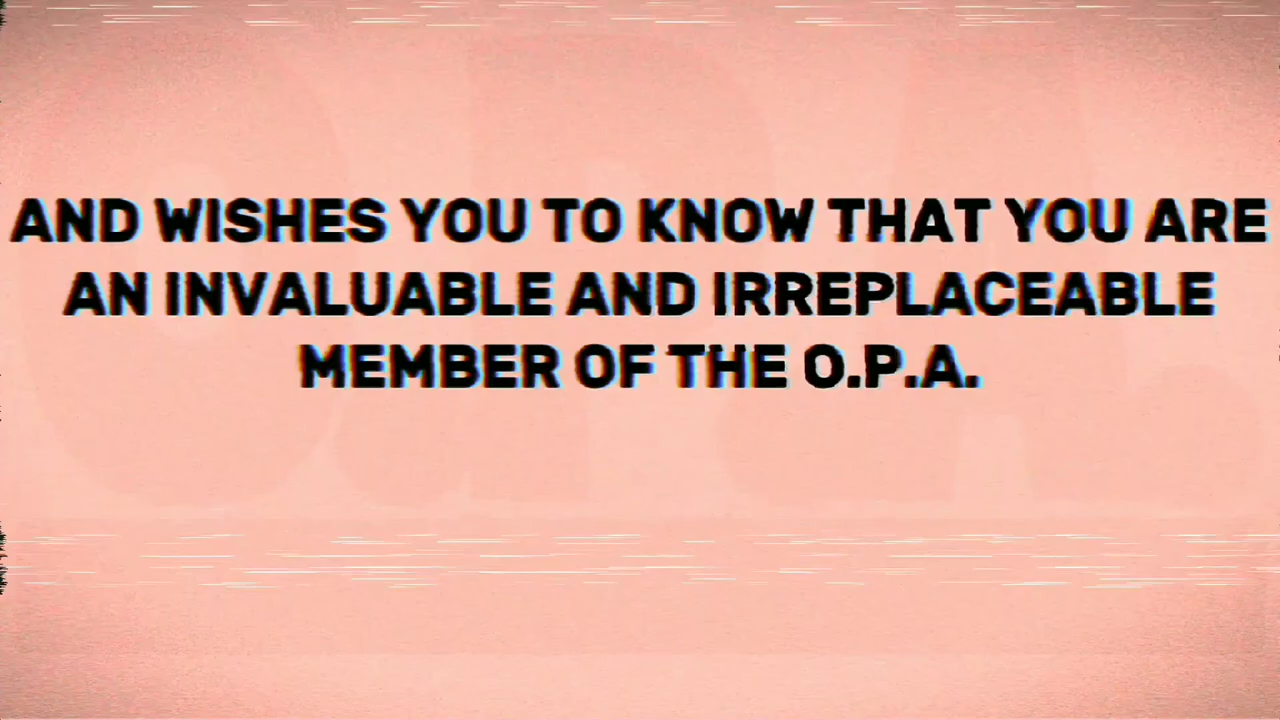 AND WISHES YOU TO KNOW THAT YOU ARE
AN INVALUABLE AND IRREPLACEABLE
MEMBER OF THE O.P.A.